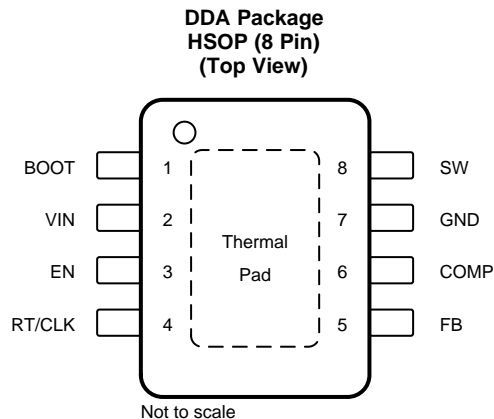 DDA Package
HSOP (8 Pin)
(Top View)
BOOT 1 8 SW
VIN 2 7 GND
Thermal
EN 3 6 COMP
Pad
RT/CLK 4 5 FB
Not to scale